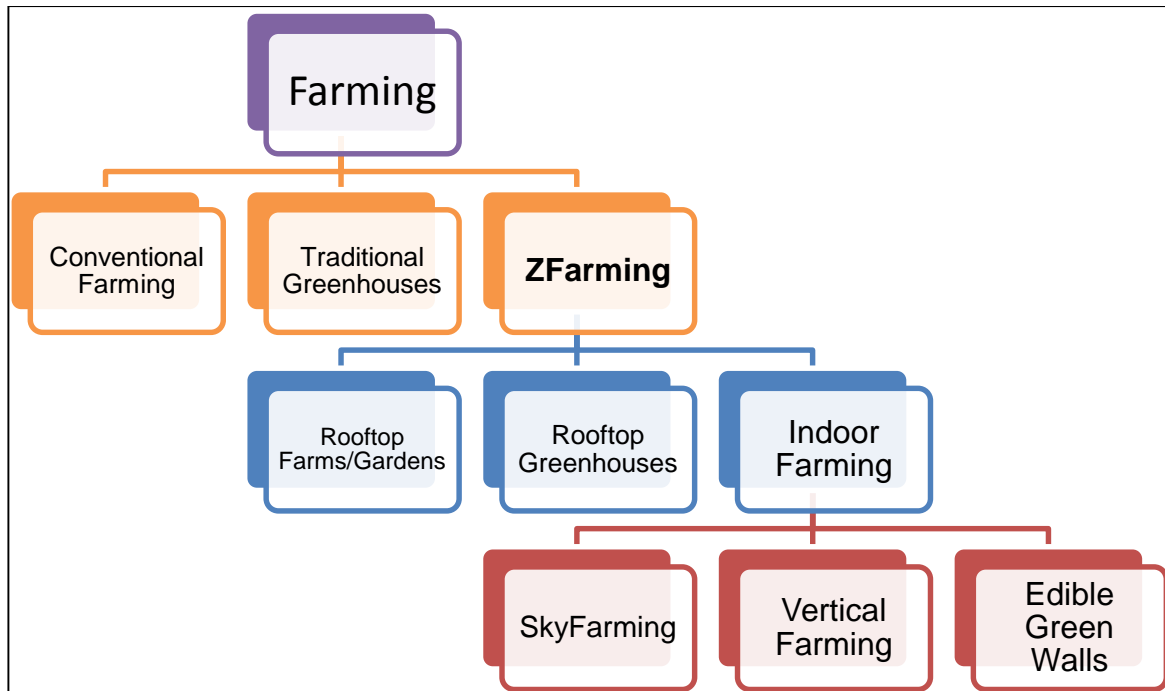 Farming
Conventional
Farming
Traditional
Greenhouses
ZFarming
Rooftop
Farms/Gardens
Rooftop
Greenhouses
Indoor
Farming
SkyFarming
Vertical
Farming
Edible
Green
Walls